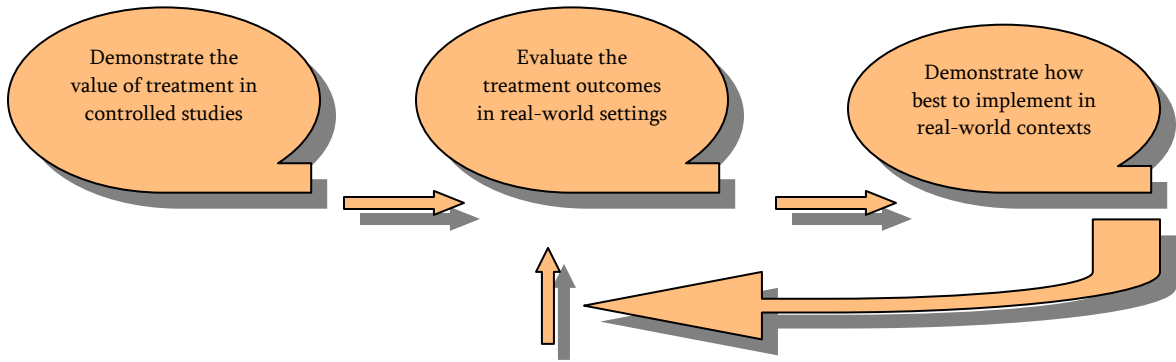 Demonstrate the
value of treatment in
controlled studies
Evaluate the
treatment outcomes
in real-world settings
Demonstrate how
best to implement in
real-world contexts